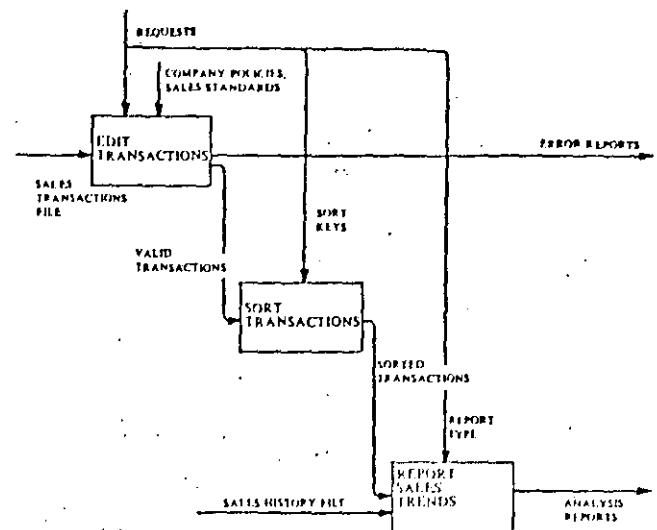 REQUESTS
COMPANY POLICIES,
SALES STANDARDS
EDIT
TRANSACTIONS
ERROR REPORTS
SALES
TRANSACTIONS
FILE
SORT
KEYS
VALID
TRANSACTIONS
SORT
TRANSACTIONS
SORTED
TRANSACTIONS
REPORT
TYPE
REPORT
SALES
TRENDS
SALES HISTORY FILE
ANALYSIS
REPORTS